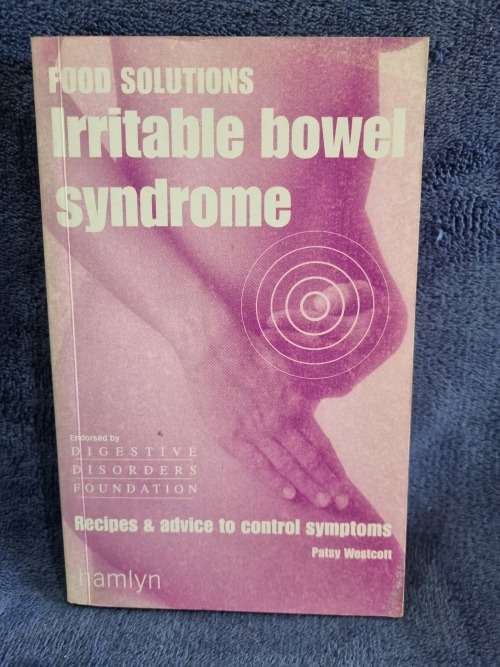 FOOD SOLUTIONS
Irritable bowel
syndrome
Endorsed by
DIGESTIVE
DISORDERS
FOUNDATION
Recipes & advice to control symptoms
Patsy Westcott
hamlyn